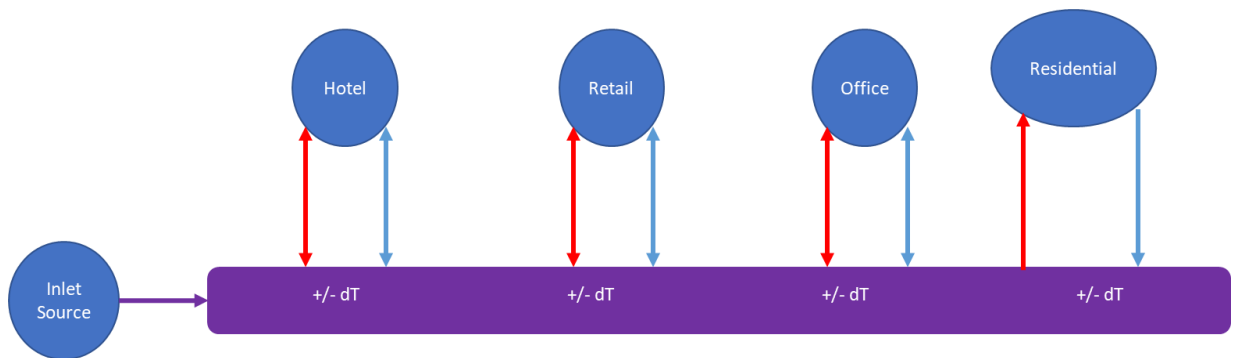 Hotel
Retail
Office
Residential
Inlet
Source
+/- dT
+/- dT
+/- dT
+/- dT